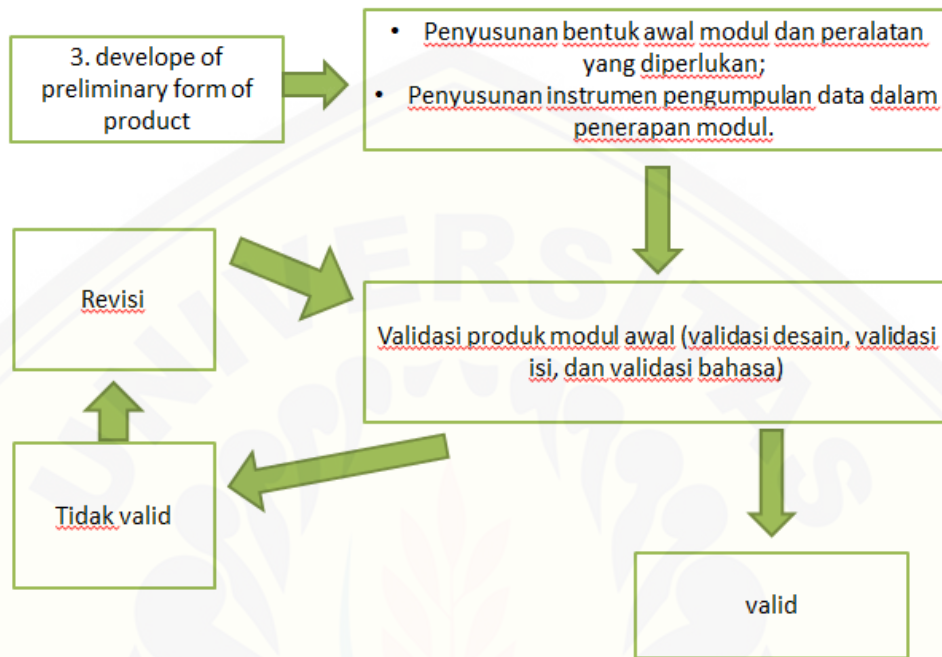 3. develope of
preliminary form of
product
• Penyusunan bentuk awal modul dan peralatan
yang diperlukan;
• Penyusunan instrumen pengumpulan data dalam
penerapan modul.
Revisi
Validasi produk modul awal (validasi desain, validasi
isi, dan validasi bahasa)
Tidak valid
valid
UNIVERSITAS